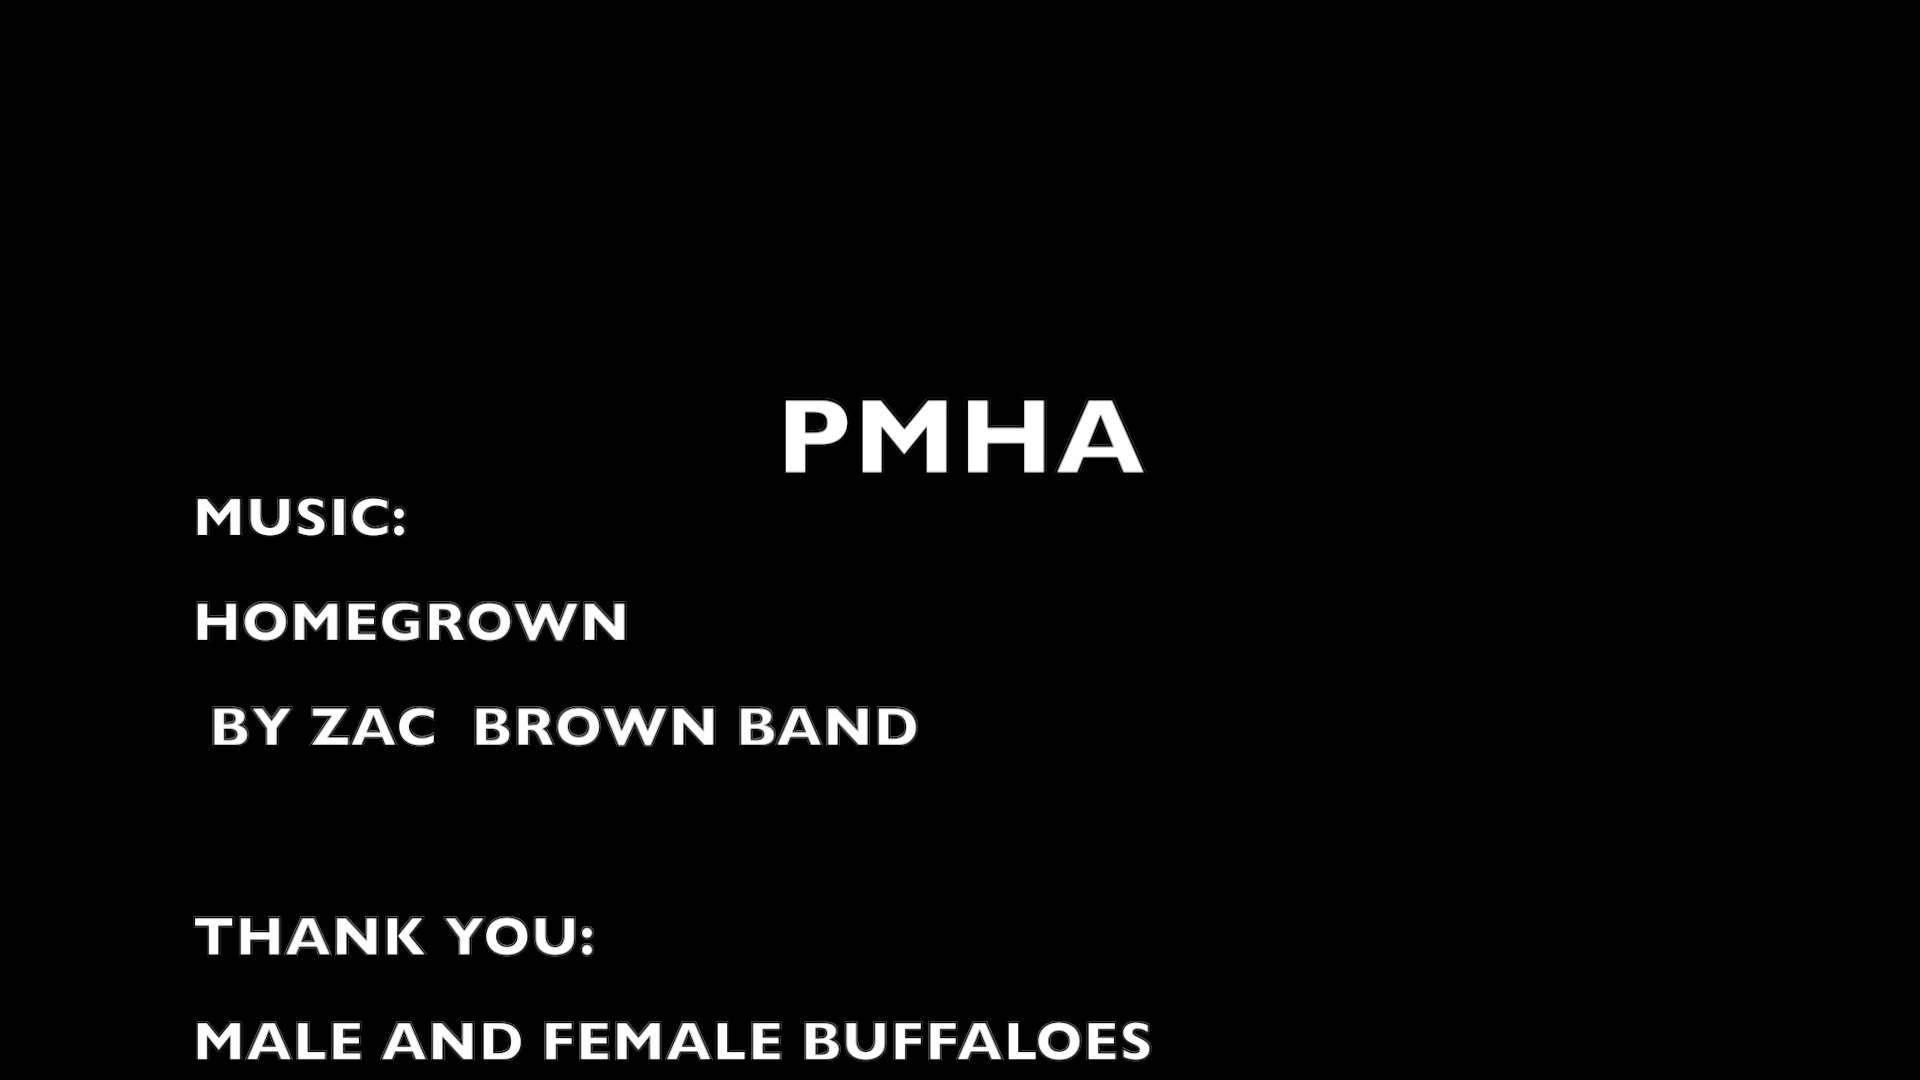 PMHA
MUSIC:
HOMEGROWN
BY ZAC  BROWN BAND
THANK YOU:
MALE AND FEMALE BUFFALOES